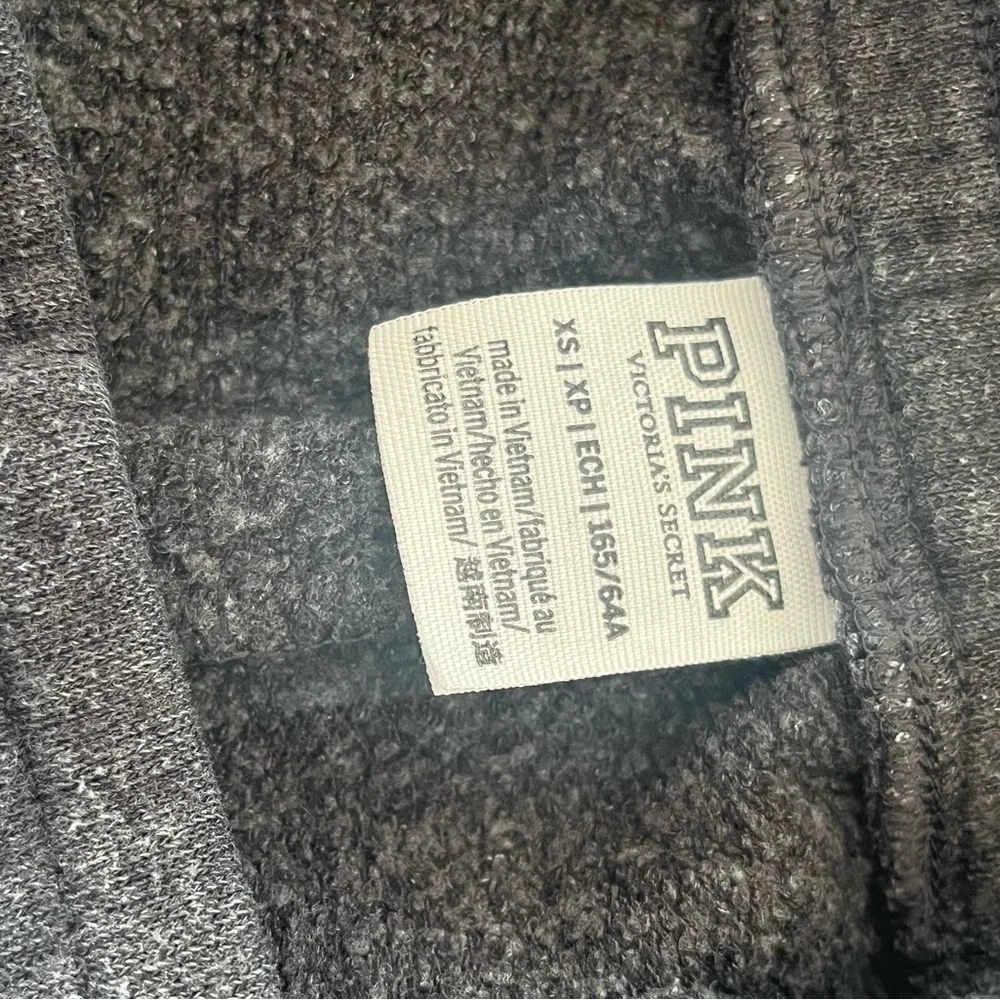 PINK
VICTORIA'S SECRET
XS | XP | ECH | 165/64A
made in Vietnam/fabriqué au
Vietnam/hecho en Vietnam/
fabbricato in Vietnam/ 越南制造